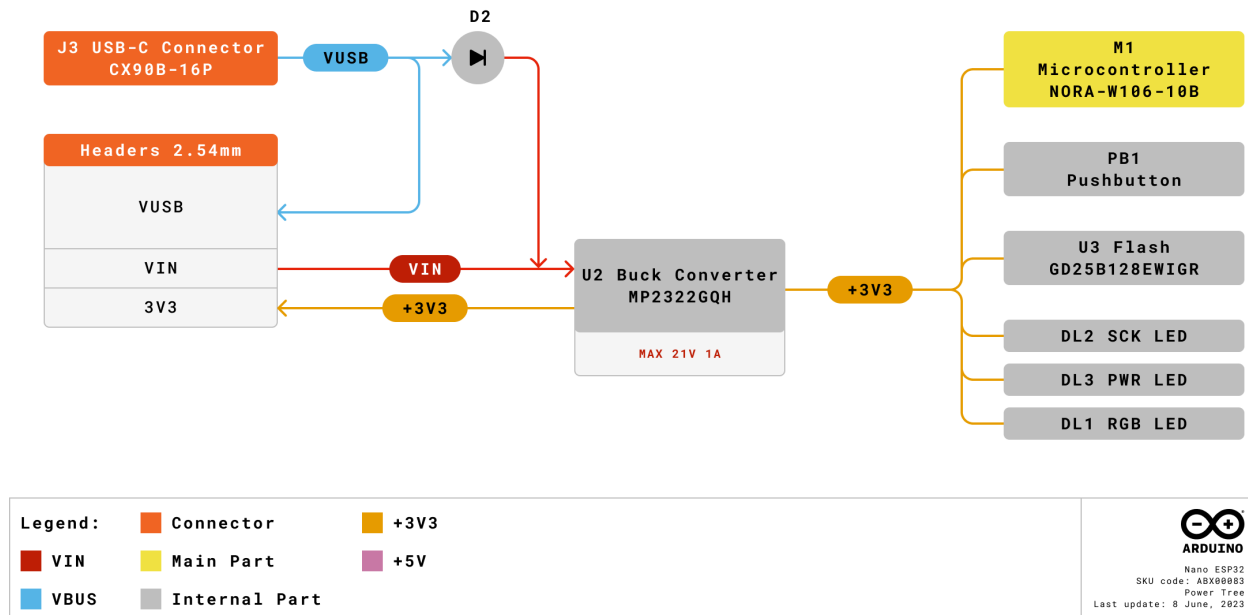 D2
J3 USB-C Connector
CX90B-16P
VUSB
M1
Microcontroller
NORA-W106-10B
Headers 2.54mm
VUSB
VIN
3V3
VIN
+3V3
U2 Buck Converter
MP2322GQH
MAX 21V 1A
+3V3
PB1
Pushbutton
U3 Flash
GD25B128EWIGR
DL2 SCK LED
DL3 PWR LED
DL1 RGB LED
Legend:
Connector
+3V3
VIN
Main Part
+5V
VBUS
Internal Part
ARDUINO
Nano ESP32
SKU code: ABX00083
Power Tree
Last update: 8 June, 2023